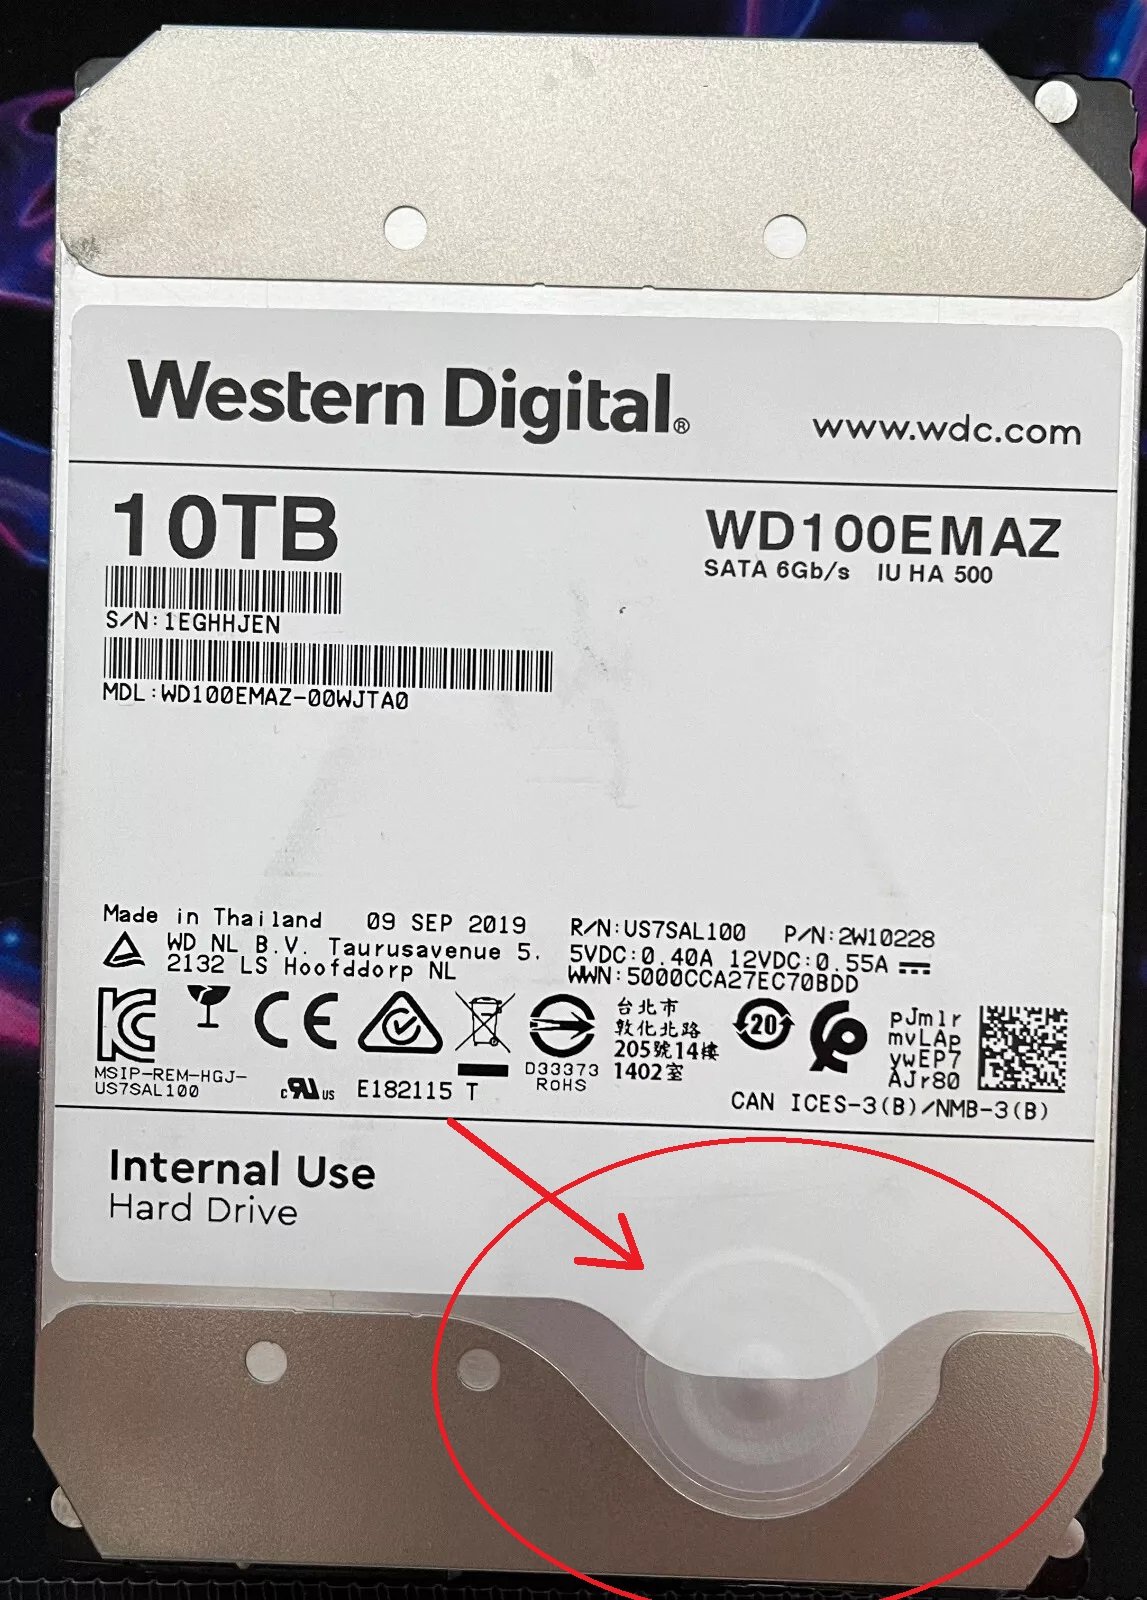 Western Digital®
www.wdc.com
10TB
WD100EMAZ
SATA 6Gb/s IU HA 500
S/N:1EGHHJEN
MDL:WD100EMAZ-00WJTA0
Made in Thailand 09 SEP 2019
R/N:US7SAL100 P/N:2W10228
WD NL B.V. Taurusavenue 5.
5VDC:0.40A 12VDC:0.55A
2132 LS Hoofddorp NL
WWN:5000CCA27EC70BDD
CE
台北市
敦化北路
205號14樓
1402室
20
pJmlr
mvLAp
ywEP7
AJr80
MSIP-REM-HGJ-
US7SAL100
c RU US
E182115 T
D33373
ROHS
CAN ICES-3(B)/NMB-3(B)
Internal Use
Hard Drive